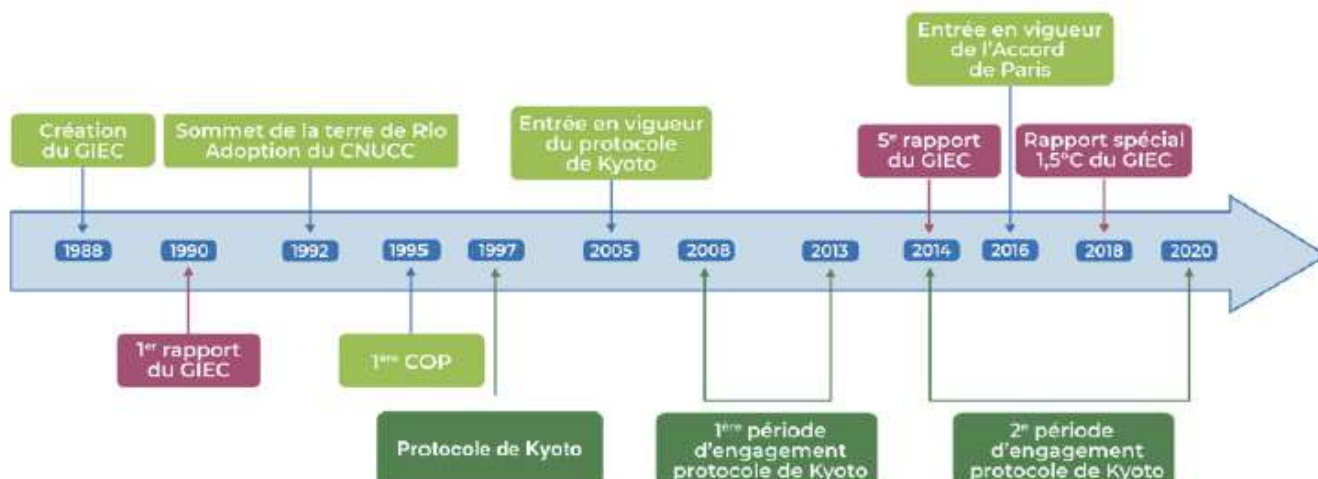 Entrée en vigueur
de l'Accord
de Paris
Création
du GIEC
Sommet de la terre de Rio
Adoption du CNUCC
Entrée en vigueur
du protocole
de Kyoto
5e rapport
du GIEC
Rapport spécial
1,5°C du GIEC
1988
1990
1992
1995
1997
2005
2008
2013
2014
2016
2018
2020
1er rapport
du GIEC
1ère COP
Protocole de Kyoto
1ère période
d'engagement
protocole de Kyoto
2e période
d'engagement
protocole de Kyoto